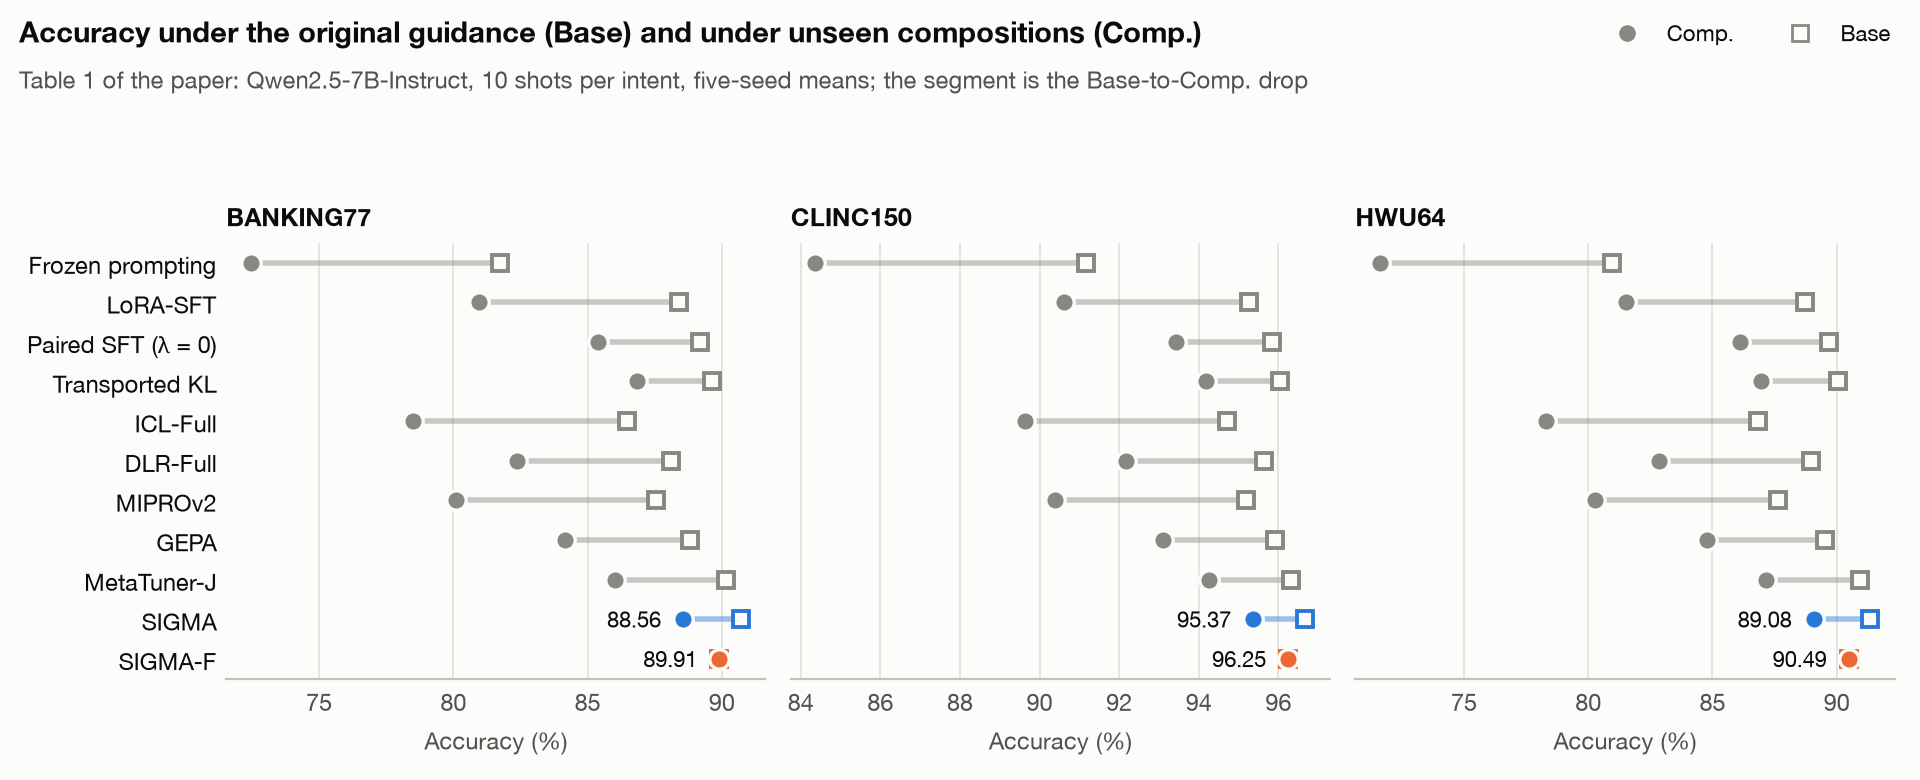 Accuracy under the original guidance (Base) and under unseen compositions (Comp.)
Comp.
Base
Table 1 of the paper: Qwen2.5-7B-Instruct, 10 shots per intent, five-seed means; the segment is the Base-to-Comp. drop
BANKING77
CLINC150
HWU64
Frozen prompting
LoRA-SFT
Paired SFT (λ = 0)
Transported KL
ICL-Full
DLR-Full
MIPROv2
GEPA
MetaTuner-J
SIGMA
88.56
95.37
89.08
SIGMA-F
89.91
96.25
90.49
75 80 85 90
84 86 88 90 92 94 96
75 80 85 90
Accuracy (%)
Accuracy (%)
Accuracy (%)